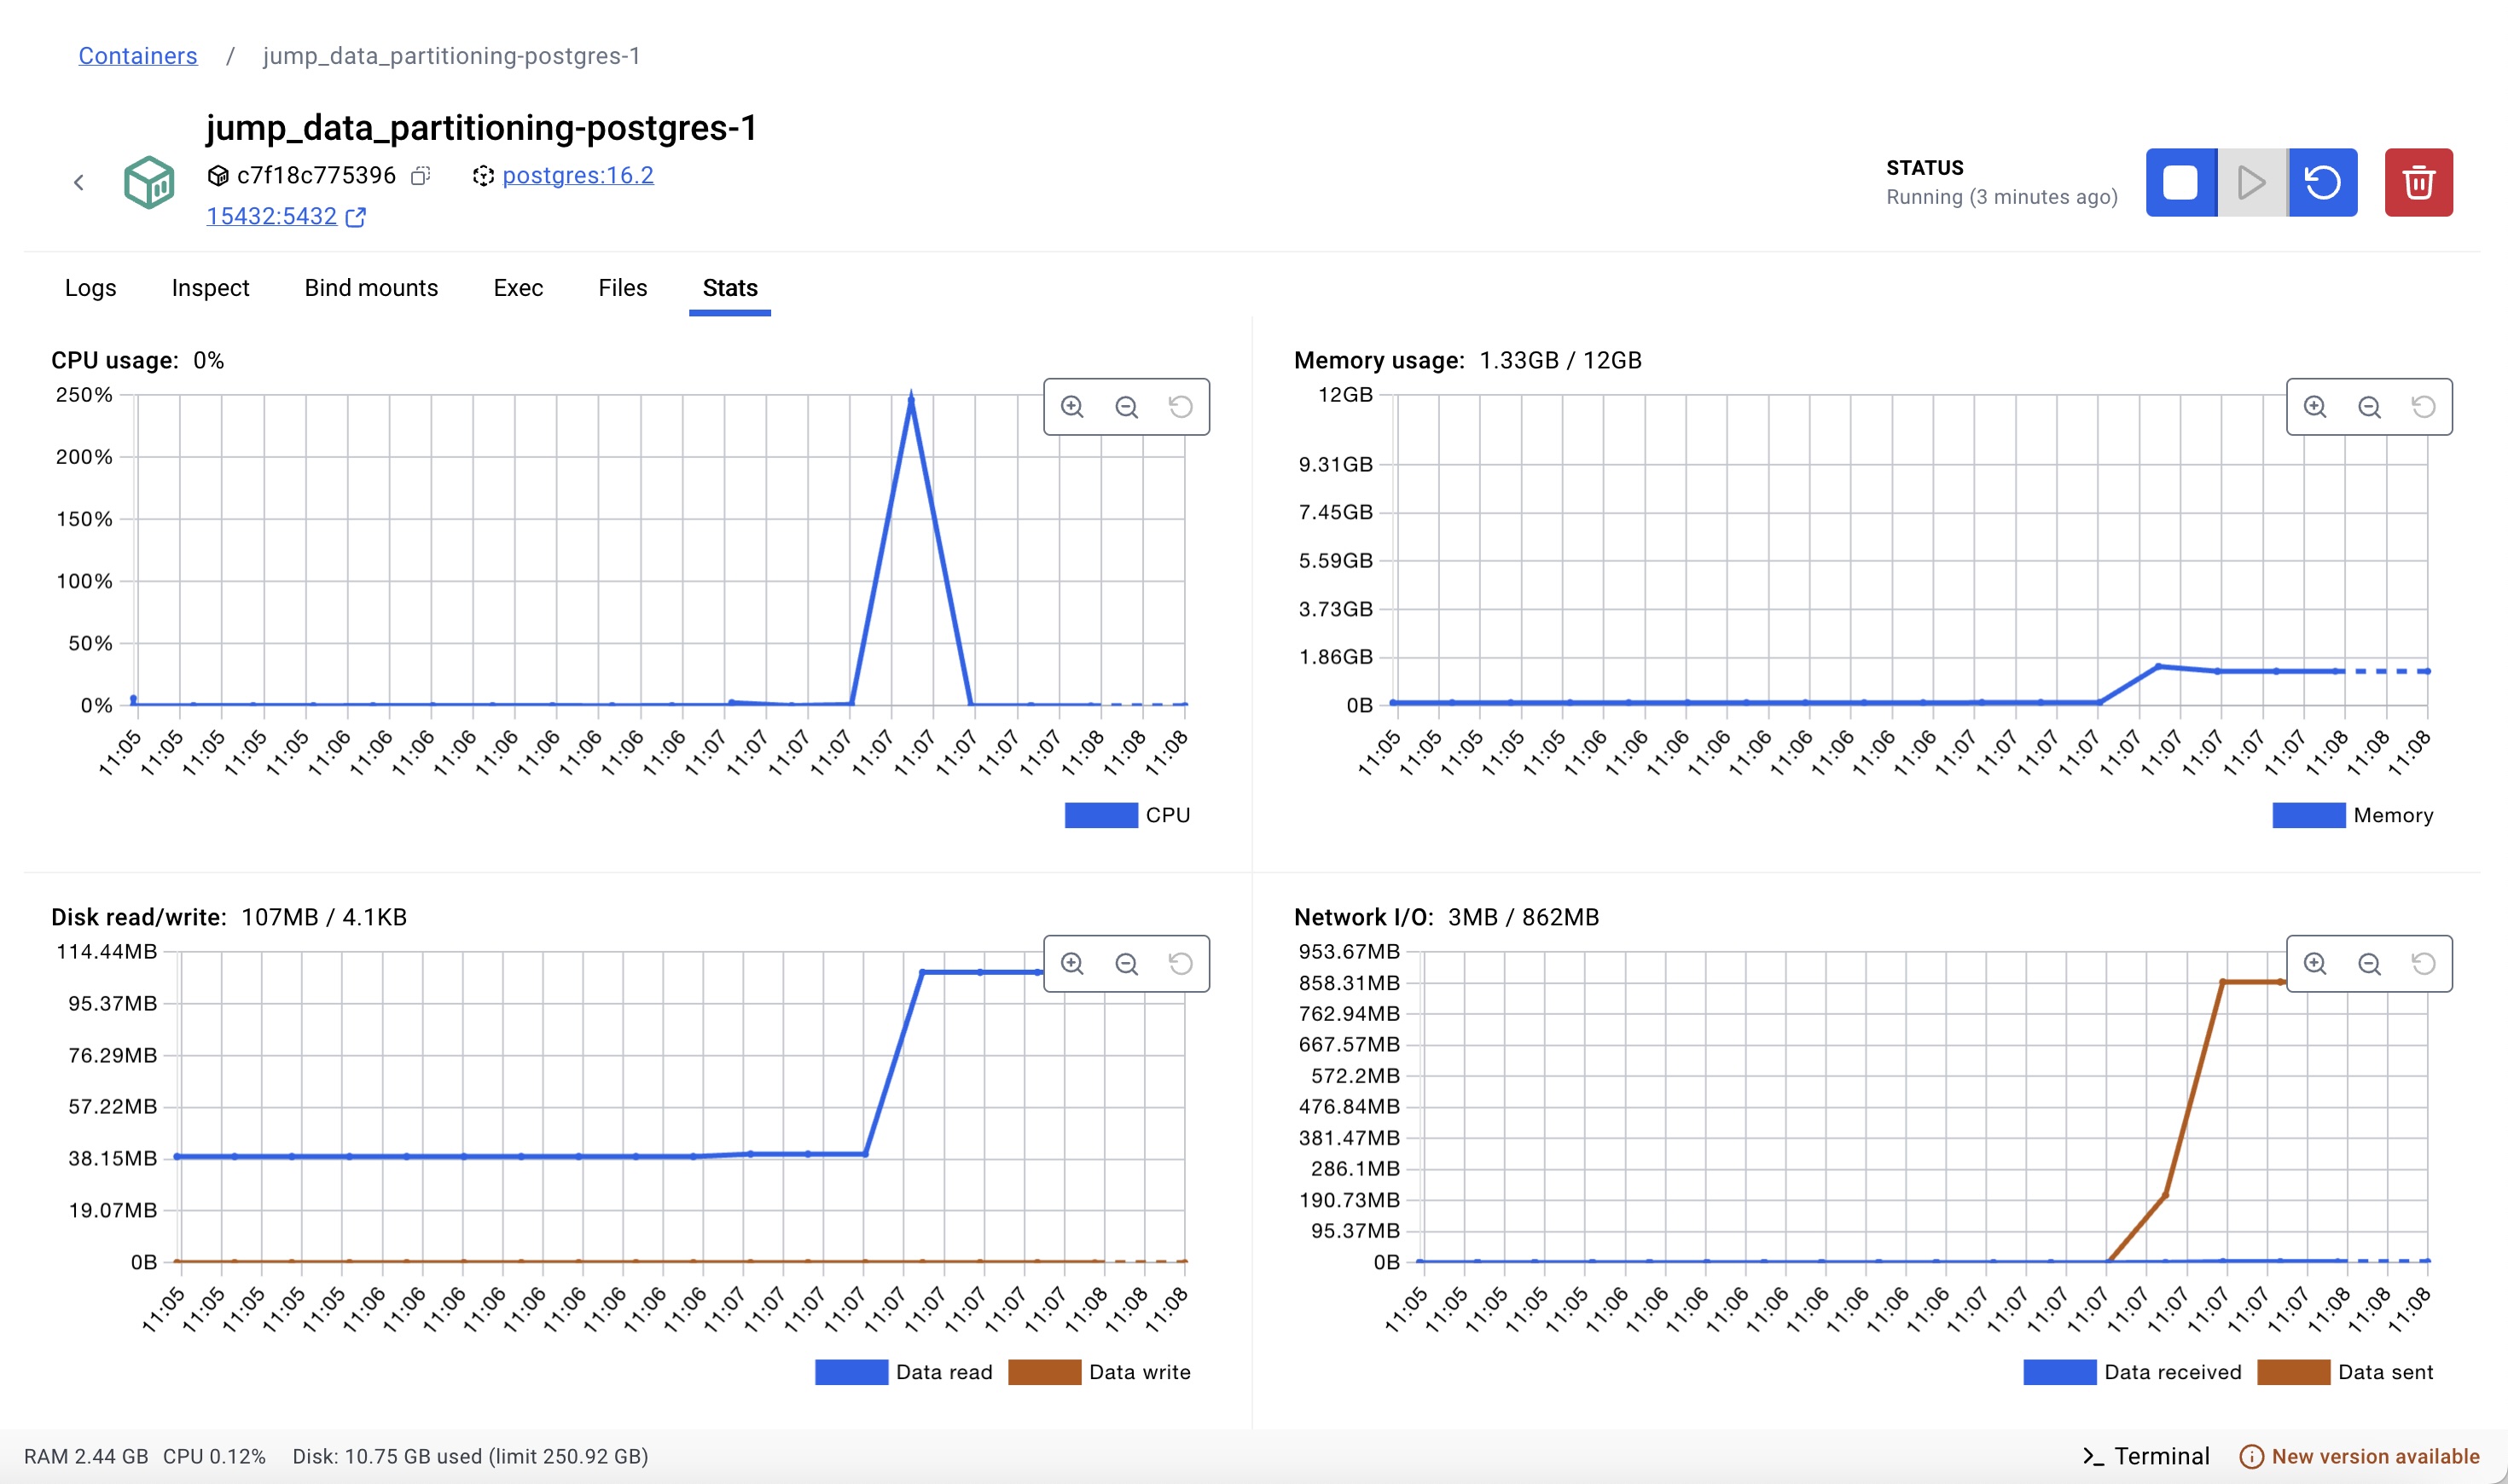 Containers / jump_data_partitioning-postgres-1
jump_data_partitioning-postgres-1
c7f18c775396 postgres:16.2
15432:5432
STATUS
Running (3 minutes ago)
Logs Inspect Bind mounts Exec Files Stats
CPU usage: 0%
250%
200%
150%
100%
50%
0%
11:05 11:05 11:05 11:05 11:05 11:06 11:06 11:06 11:06 11:06 11:06 11:06 11:06 11:06 11:07 11:07 11:07 11:07 11:07 11:07 11:07 11:07 11:07 11:08 11:08 11:08
CPU
Memory usage: 1.33GB / 12GB
12GB
9.31GB
7.45GB
5.59GB
3.73GB
1.86GB
0B
11:05 11:05 11:05 11:05 11:05 11:06 11:06 11:06 11:06 11:06 11:06 11:06 11:06 11:06 11:07 11:07 11:07 11:07 11:07 11:07 11:07 11:07 11:07 11:08 11:08 11:08
Memory
Disk read/write: 107MB / 4.1KB
114.44MB
95.37MB
76.29MB
57.22MB
38.15MB
19.07MB
0B
11:05 11:05 11:05 11:05 11:05 11:06 11:06 11:06 11:06 11:06 11:06 11:06 11:06 11:06 11:07 11:07 11:07 11:07 11:07 11:07 11:07 11:07 11:07 11:08 11:08 11:08
Data read Data write
Network I/O: 3MB / 862MB
953.67MB
858.31MB
762.94MB
667.57MB
572.2MB
476.84MB
381.47MB
286.1MB
190.73MB
95.37MB
0B
11:05 11:05 11:05 11:05 11:05 11:06 11:06 11:06 11:06 11:06 11:06 11:06 11:06 11:06 11:07 11:07 11:07 11:07 11:07 11:07 11:07 11:07 11:07 11:08 11:08 11:08
Data received Data sent
RAM 2.44 GB CPU 0.12% Disk: 10.75 GB used (limit 250.92 GB)
Terminal New version available